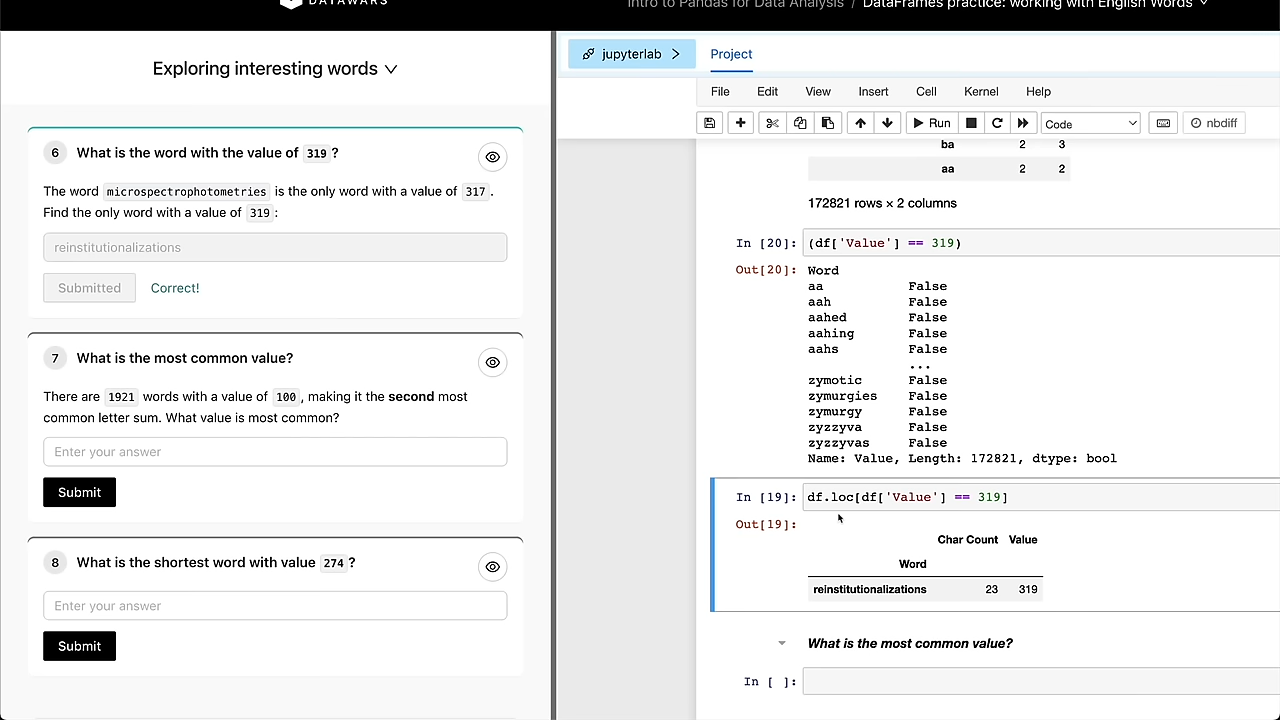 DATAWARS
Intro to Pandas for Data Analysis / DataFrames practice: working with English Words
Exploring interesting words
6 What is the word with the value of 319 ?
The word microspectrophotometries is the only word with a value of 317 .
Find the only word with a value of 319 :
reinstitutionalizations
Submitted Correct!
7 What is the most common value?
There are 1921 words with a value of 100 , making it the second most
common letter sum. What value is most common?
Enter your answer
Submit
8 What is the shortest word with value 274 ?
Enter your answer
Submit
jupyterlab Project
File Edit View Insert Cell Kernel Help
Run Code nbdiff
ba 2 3
aa 2 2
172821 rows × 2 columns
In [20]: (df['Value'] == 319)
Out[20]: Word
aa False
aah False
aahed False
aahing False
aahs False
...
zymotic False
zymurgies False
zymurgy False
zyzzyva False
zyzzyvas False
Name: Value, Length: 172821, dtype: bool
In [19]: df.loc[df['Value'] == 319]
Out[19]:
Char Count Value
Word
reinstitutionalizations 23 319
What is the most common value?
In [ ]: